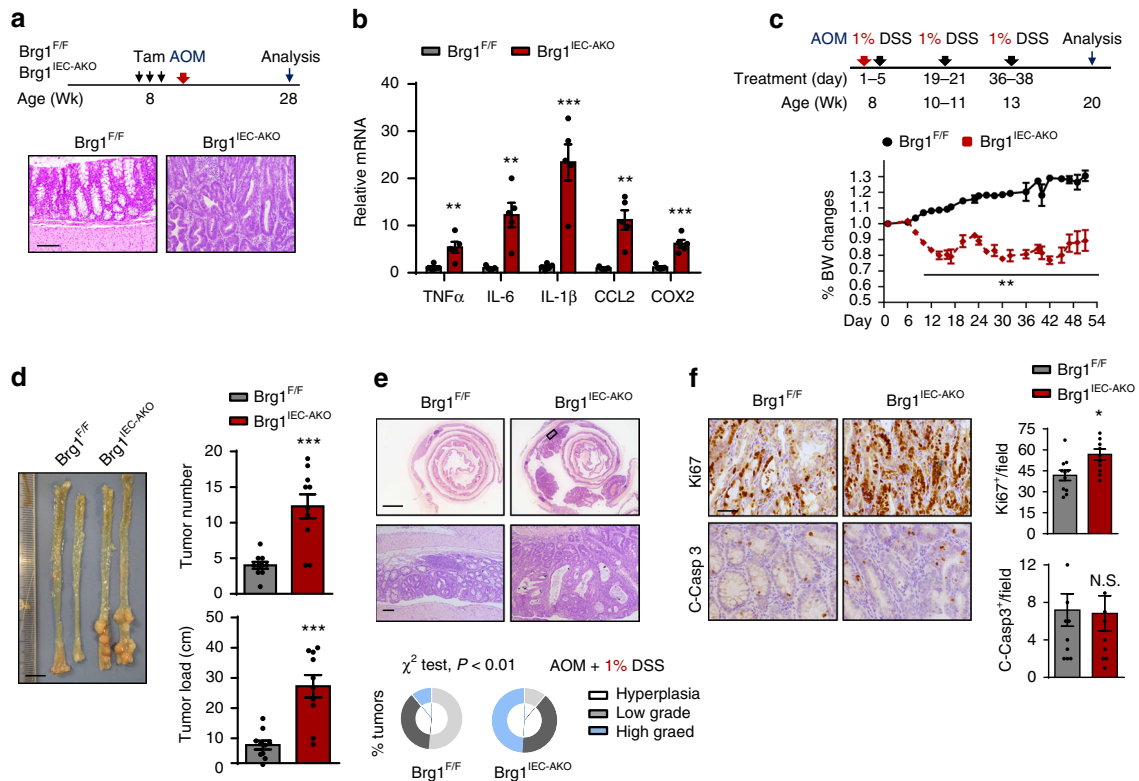 a
Brg1F/F
Brg1IEC-AKO
Tam AOM
Analysis
Age (Wk) 8 28
Brg1F/F Brg1IEC-AKO
b
Brg1F/F Brg1IEC-AKO
Relative mRNA
40
30
20
10
0
** ** *** ** ***
TNFα IL-6 IL-1β CCL2 COX2
c
AOM 1% DSS 1% DSS 1% DSS Analysis
Treatment (day) 1–5 19–21 36–38
Age (Wk) 8 10–11 13 20
Brg1F/F Brg1IEC-AKO
% BW changes
1.3
1.2
1.1
1.0
0.9
0.8
0.7
0.6
0.5
**
Day 0 6 12 18 24 30 36 42 48 54
d
Brg1F/F Brg1IEC-AKO
Brg1F/F
Brg1IEC-AKO
Tumor number
20
15
10
5
0
***
Tumor load (cm)
50
40
30
20
10
0
***
e
Brg1F/F Brg1IEC-AKO
χ2 test, P < 0.01 AOM + 1% DSS
% tumors
Hyperplasia
Low grade
High graed
Brg1F/F Brg1IEC-AKO
f
Brg1F/F Brg1IEC-AKO
Ki67
C-Casp 3
Brg1F/F
Brg1IEC-AKO
Ki67+/field
75
60
45
30
15
0
*
C-Casp3+/field
12
8
4
0
N.S.